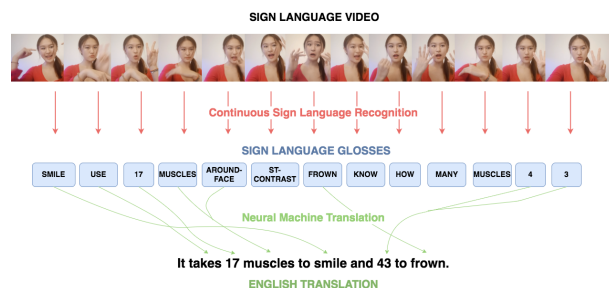 SIGN LANGUAGE VIDEO
Continuous Sign Language Recognition
SIGN LANGUAGE GLOSSES
SMILE USE 17 MUSCLES AROUND-FACE ST-CONTRAST FROWN KNOW HOW MANY MUSCLES 4 3
Neural Machine Translation
It takes 17 muscles to smile and 43 to frown.
ENGLISH TRANSLATION